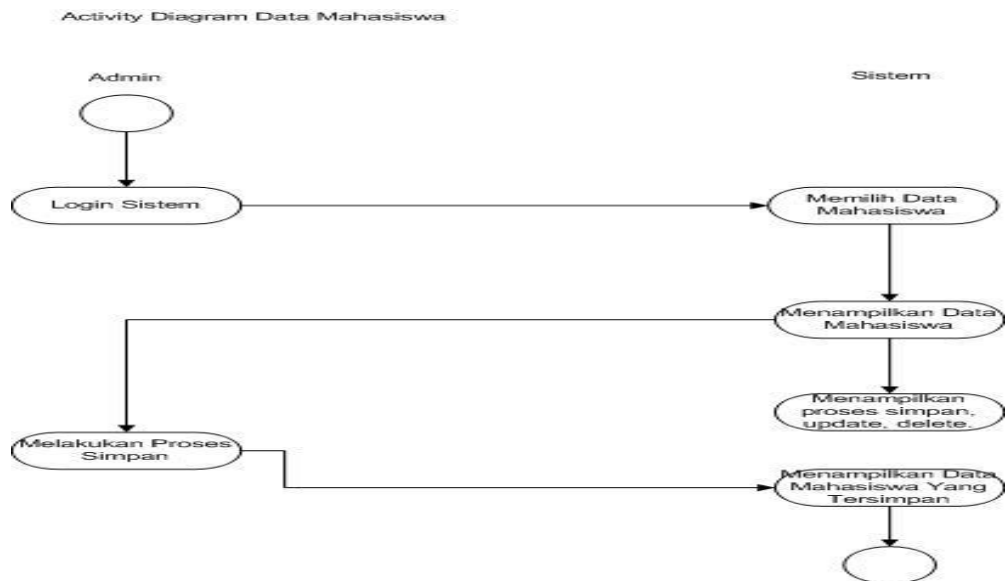 Activity Diagram Data Mahasiswa
Admin
Sistem
Login Sistem
Memilih Data
Mahasiswa
Menampilkan Data
Mahasiswa
Menampilkan
proses simpan,
update, delete.
Melakukan Proses
Simpan
Menampilkan Data
Mahasiswa Yang
Tersimpan